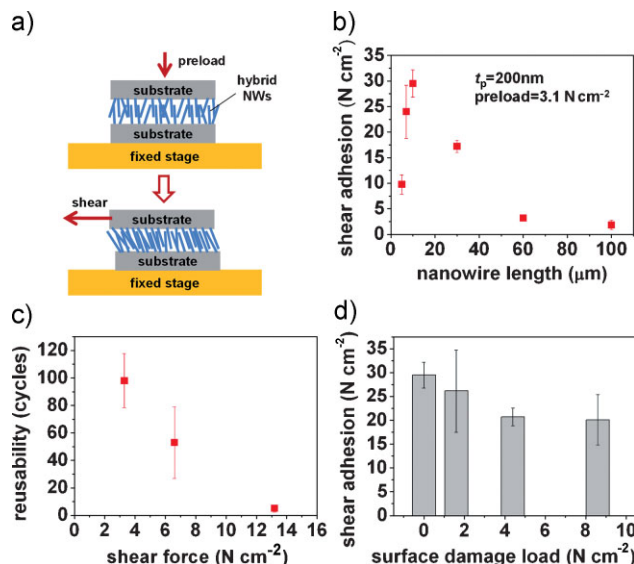 a)
preload
substrate
hybrid
NWs
substrate
fixed stage
shear
substrate
substrate
fixed stage
b)
shear adhesion (N cm⁻²)
35
30
25
20
15
10
5
0
tₚ=200nm
preload=3.1 N cm⁻²
0 20 40 60 80 100
nanowire length (μm)
c)
reusability (cycles)
120
100
80
60
40
20
0
0 2 4 6 8 10 12 14 16
shear force (N cm⁻²)
d)
shear adhesion (N cm⁻²)
35
30
25
20
15
10
5
0
0 2 4 6 8 10
surface damage load (N cm⁻²)